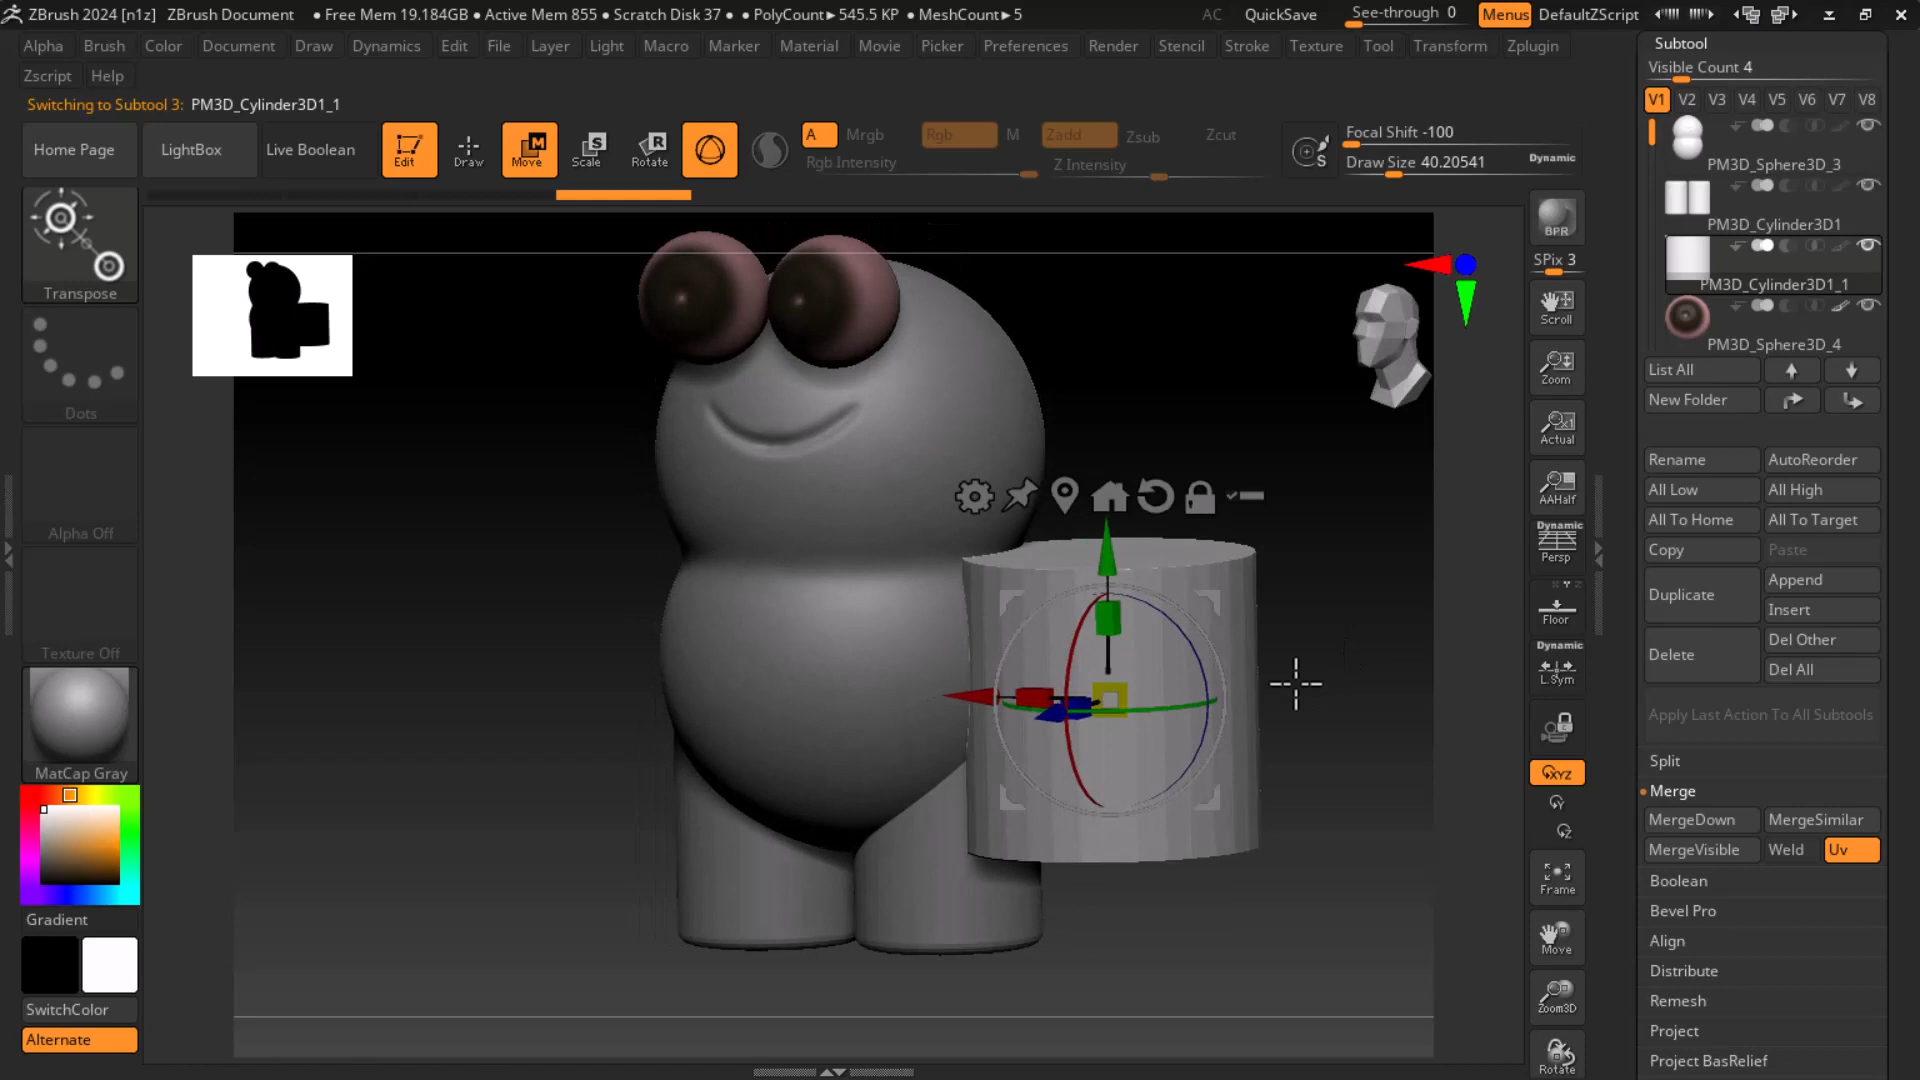 ZBrush 2024 [n1z] ZBrush Document • Free Mem 19.184GB • Active Mem 855 • Scratch Disk 37 • • PolyCount▸545.5 KP • MeshCount▸5 AC QuickSave See-through 0 Menus DefaultZScript
Alpha Brush Color Document Draw Dynamics Edit File Layer Light Macro Marker Material Movie Picker Preferences Render Stencil Stroke Texture Tool Transform Zplugin
Zscript Help
Switching to Subtool 3: PM3D_Cylinder3D1_1
Home Page LightBox Live Boolean Edit Draw Move Scale Rotate A Mrgb Rgb M Zadd Zsub Zcut Focal Shift -100
Rgb Intensity Z Intensity Draw Size 40.20541 Dynamic
Transpose
Dots
Alpha Off
Texture Off
MatCap Gray
Gradient
SwitchColor
Alternate
BPR
SPix 3
Scroll
Zoom
Actual
AAHalf
Dynamic
Persp
Floor
Dynamic
L.Sym
XYZ
Y
Z
Frame
Move
Zoom3D
Rotate
Subtool
Visible Count 4
V1 V2 V3 V4 V5 V6 V7 V8
PM3D_Sphere3D_3
PM3D_Cylinder3D1
PM3D_Cylinder3D1_1
PM3D_Sphere3D_4
List All
New Folder
Rename AutoReorder
All Low All High
All To Home All To Target
Copy Paste
Duplicate Append
Insert
Delete Del Other
Del All
Apply Last Action To All Subtools
Split
Merge
MergeDown MergeSimilar
MergeVisible Weld Uv
Boolean
Bevel Pro
Align
Distribute
Remesh
Project
Project BasRelief